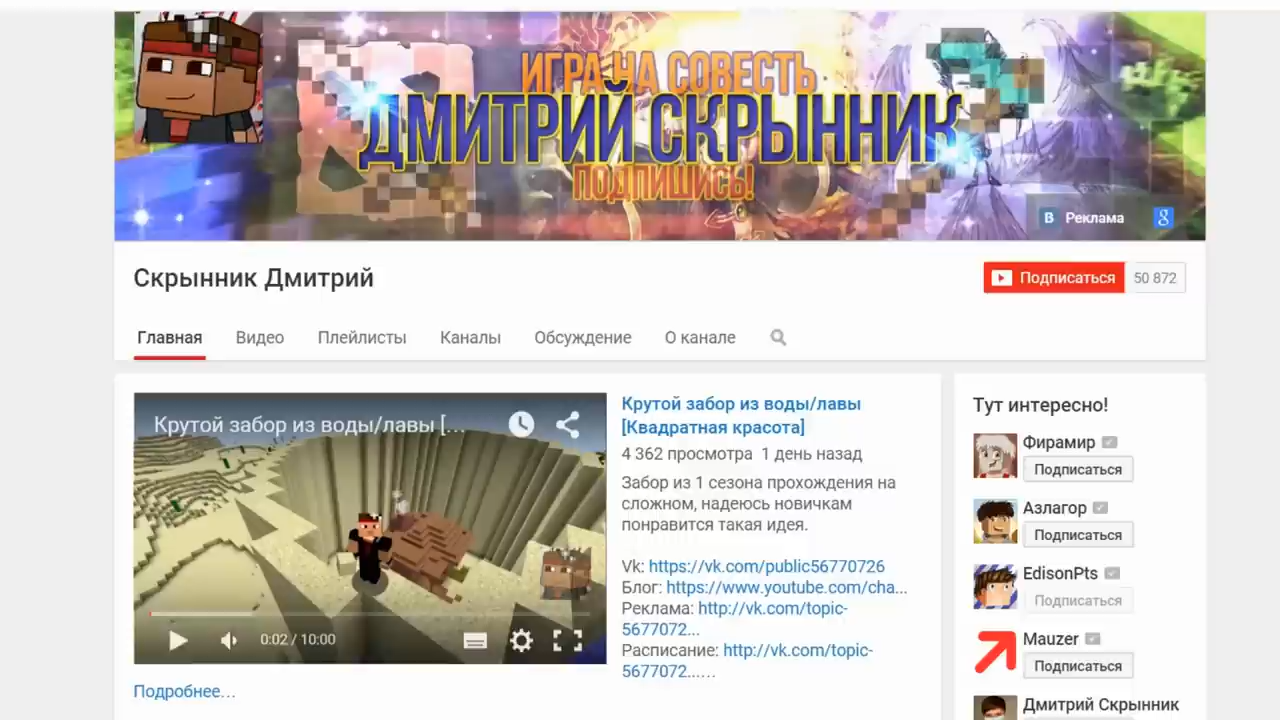 ИГРА НА СОВЕСТЬ
ДМИТРИЙ СКРЫННИК
ПОДПИШИСЬ!
В Реклама 8
Скрынник Дмитрий
Подписаться 50 872
Главная Видео Плейлисты Каналы Обсуждение О канале
Крутой забор из воды/лавы [...
0:02 / 10:00
Подробнее...
Крутой забор из воды/лавы
[Квадратная красота]
4 362 просмотра 1 день назад
Забор из 1 сезона прохождения на
сложном, надеюсь новичкам
понравится такая идея.
Vk: https://vk.com/public56770726
Блог: https://www.youtube.com/cha...
Реклама: http://vk.com/topic-
5677072...
Расписание: http://vk.com/topic-
5677072......
Тут интересно!
Фирамир
Подписаться
Азлагор
Подписаться
EdisonPts
Подписаться
Mauzer
Подписаться
Дмитрий Скрынник